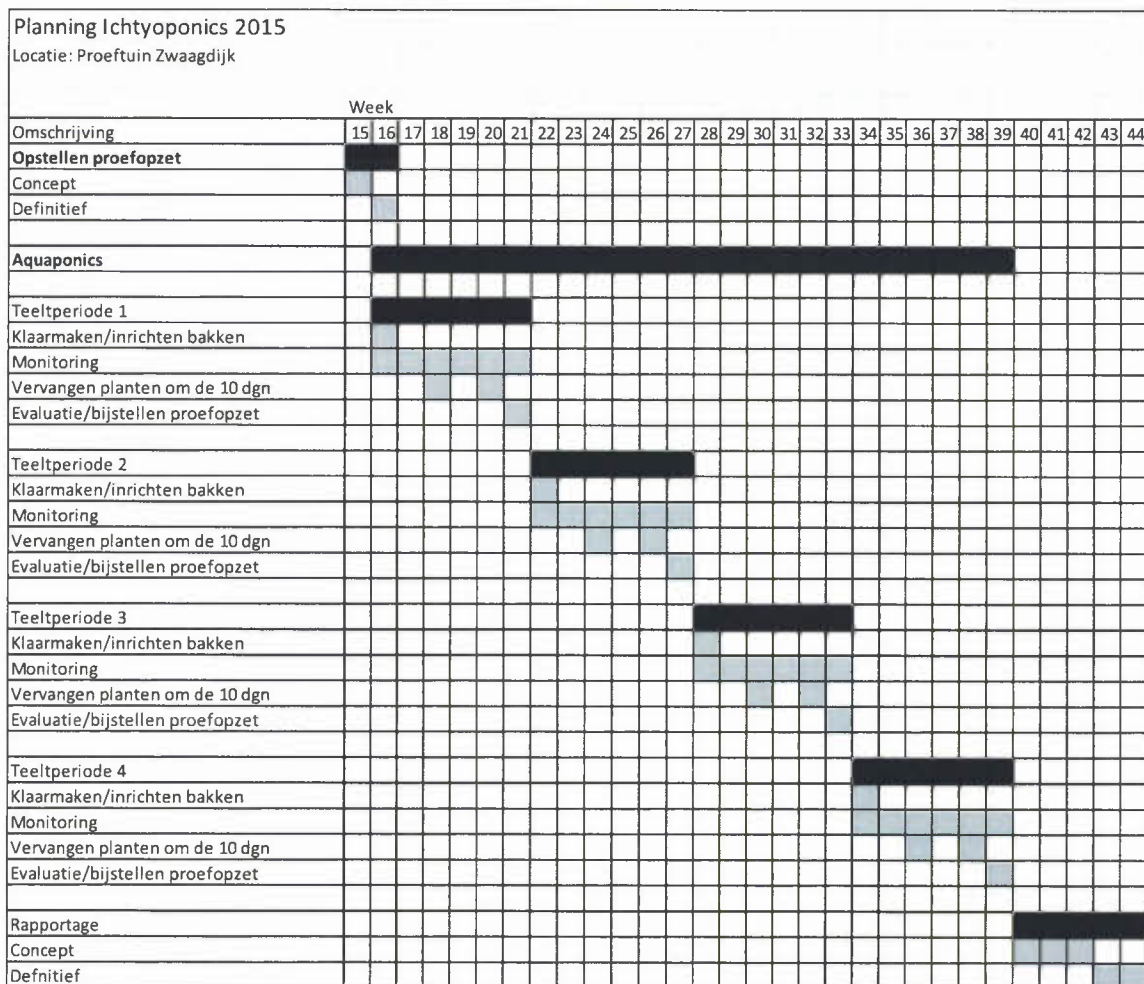 Planning Ichtyoponics 2015
Locatie: Proeftuin Zwaagdijk
Week
Omschrijving 15 16 17 18 19 20 21 22 23 24 25 26 27 28 29 30 31 32 33 34 35 36 37 38 39 40 41 42 43 44
Opstellen proefopzet
Concept
Definitief
Aquaponics
Teeltperiode 1
Klaarmaken/inrichten bakken
Monitoring
Vervangen planten om de 10 dgn
Evaluatie/bijstellen proefopzet
Teeltperiode 2
Klaarmaken/inrichten bakken
Monitoring
Vervangen planten om de 10 dgn
Evaluatie/bijstellen proefopzet
Teeltperiode 3
Klaarmaken/inrichten bakken
Monitoring
Vervangen planten om de 10 dgn
Evaluatie/bijstellen proefopzet
Teeltperiode 4
Klaarmaken/inrichten bakken
Monitoring
Vervangen planten om de 10 dgn
Evaluatie/bijstellen proefopzet
Rapportage
Concept
Defnitief